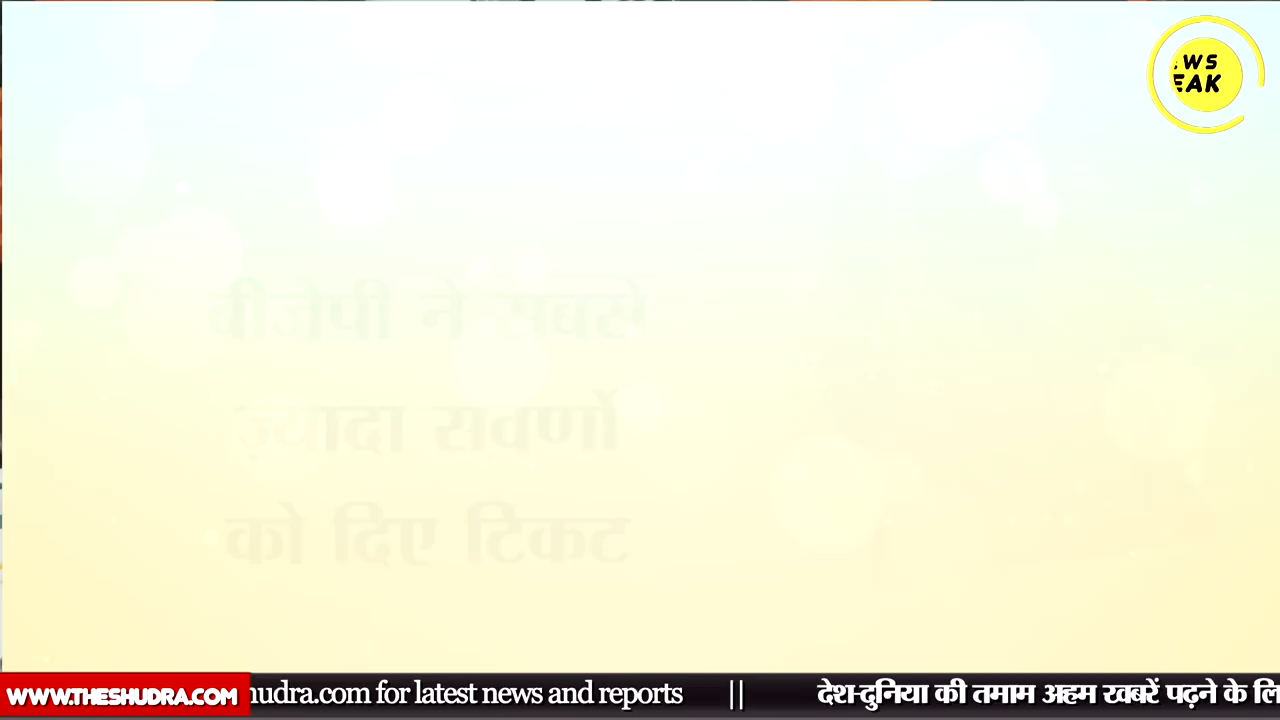 WS
EAK
बीजेपी ने सबसे
ज़्यादा सवर्णों
को दिए टिकट
WWW.THESHUDRA.COM hudra.com for latest news and reports || देश-दुनिया की तमाम अहम खबरें पढ़ने के लि